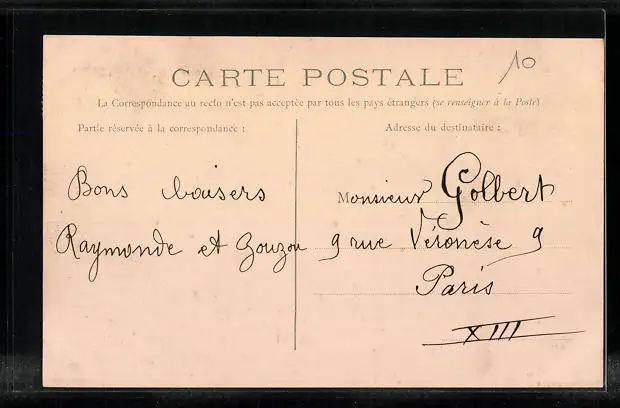 10
CARTE POSTALE
La Correspondance au recto n'est pas acceptée par tous les pays étrangers (se renseigner à la Poste)
Partie réservée à la correspondance :
Bons baisers
Raymonde et Gouzou
Adresse du destinataire :
Monsieur Golbert
9 rue Véronèse 9
Paris
XIII